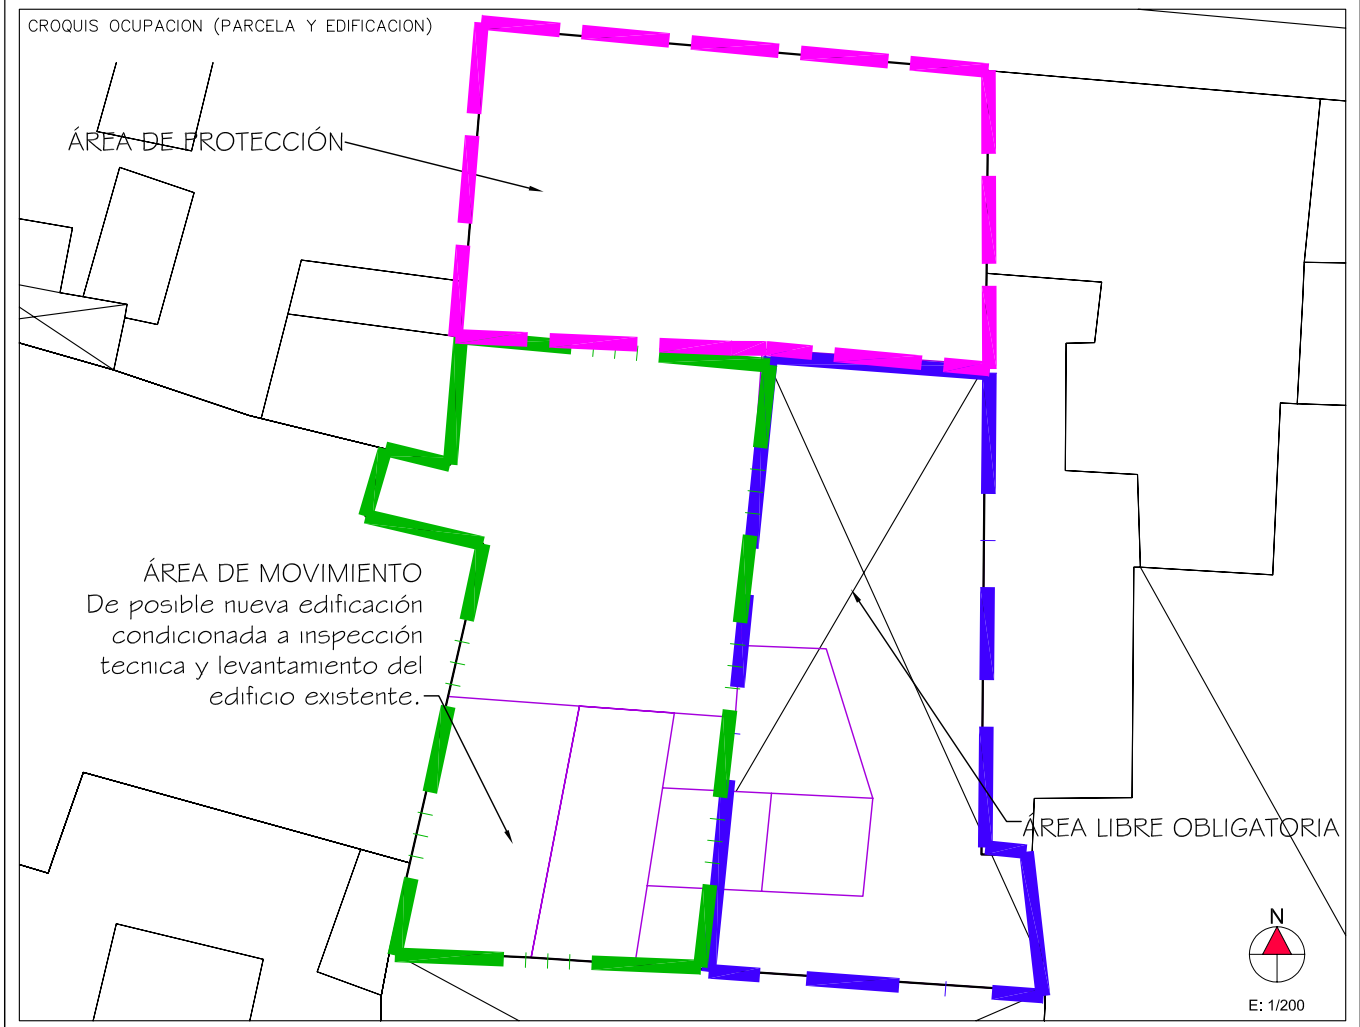 CROQUIS OCUPACION (PARCELA Y EDIFICACION)
ÁREA DE PROTECCIÓN
ÁREA DE MOVIMIENTO
De posible nueva edificación
condicionada a inspección
tecnica y levantamiento del
edificio existente.
ÁREA LIBRE OBLIGATORIA
N
E: 1/200